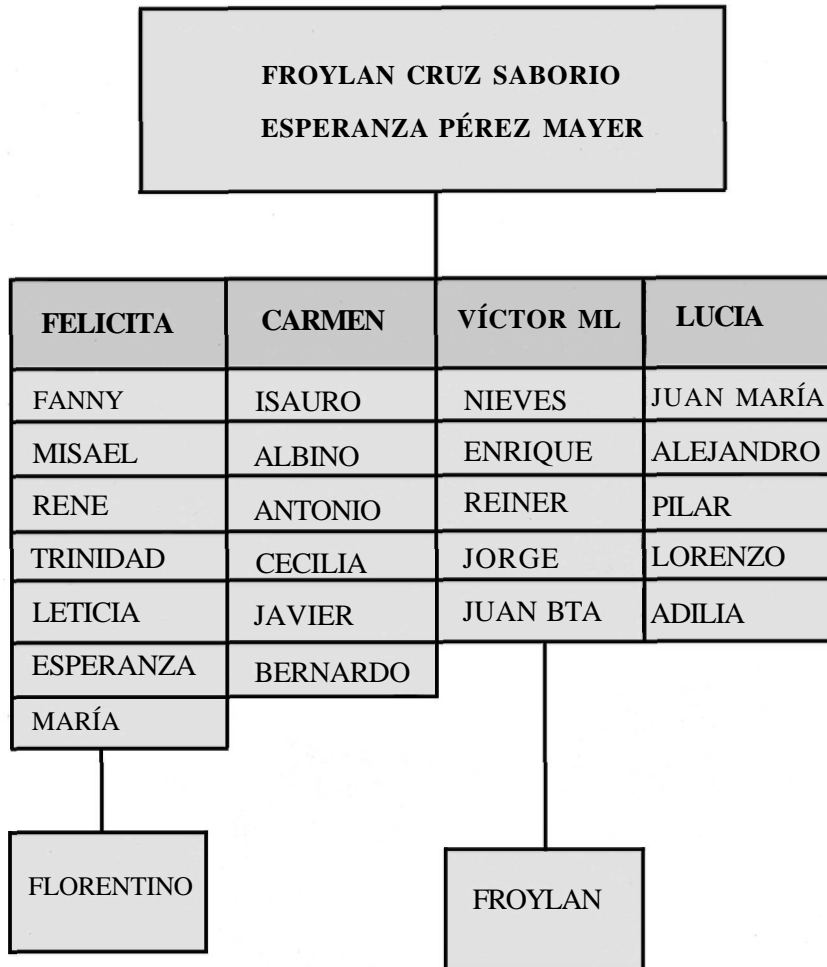 FROYLAN CRUZ SABORIO
ESPERANZA PÉREZ MAYER
FELICITA CARMEN VÍCTOR ML LUCIA
FANNY ISAURO NIEVES JUAN MARÍA
MISAEL ALBINO ENRIQUE ALEJANDRO
RENE ANTONIO REINER PILAR
TRINIDAD CECILIA JORGE LORENZO
LETICIA JAVIER JUAN BTA ADILIA
ESPERANZA BERNARDO
MARÍA
FLORENTINO FROYLAN